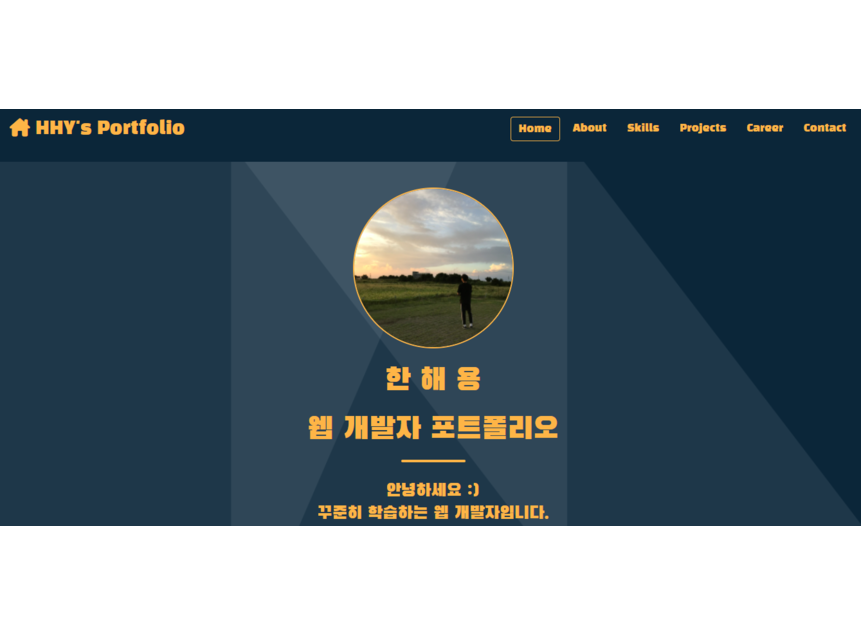 HHY's Portfolio
Home About Skills Projects Career Contact
한 해 용
웹 개발자 포트폴리오
안녕하세요 :)
꾸준히 학습하는 웹 개발자입니다.